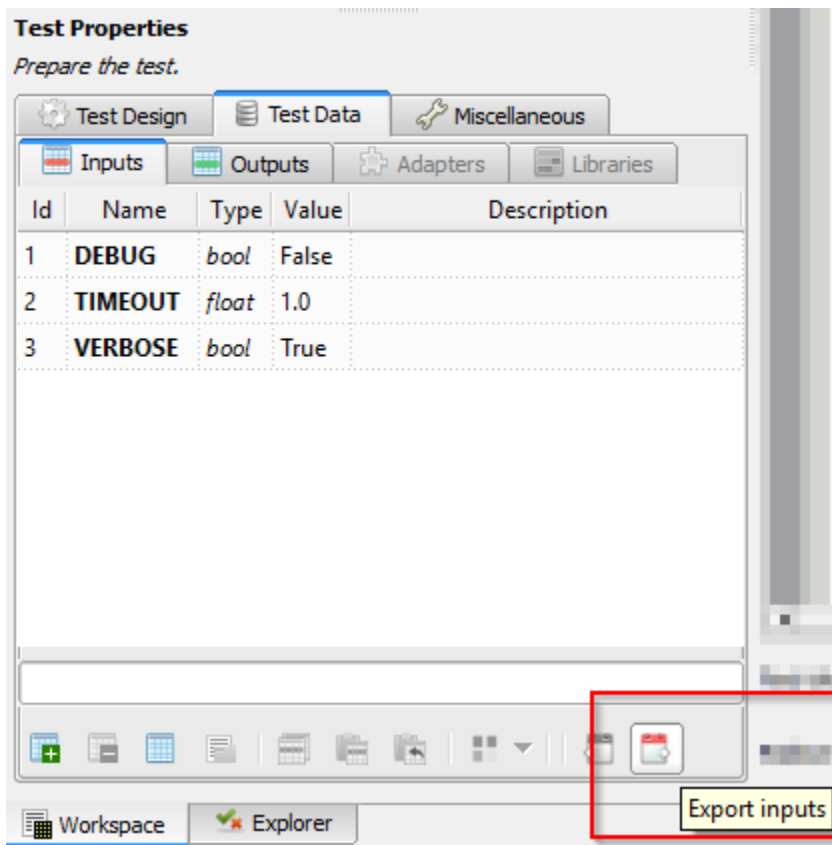 Test Properties
Prepare the test.
Test Design Test Data Miscellaneous
Inputs Outputs Adapters Libraries
Id Name Type Value Description
1 DEBUG bool False
2 TIMEOUT float 1.0
3 VERBOSE bool True
Export inputs
Workspace Explorer